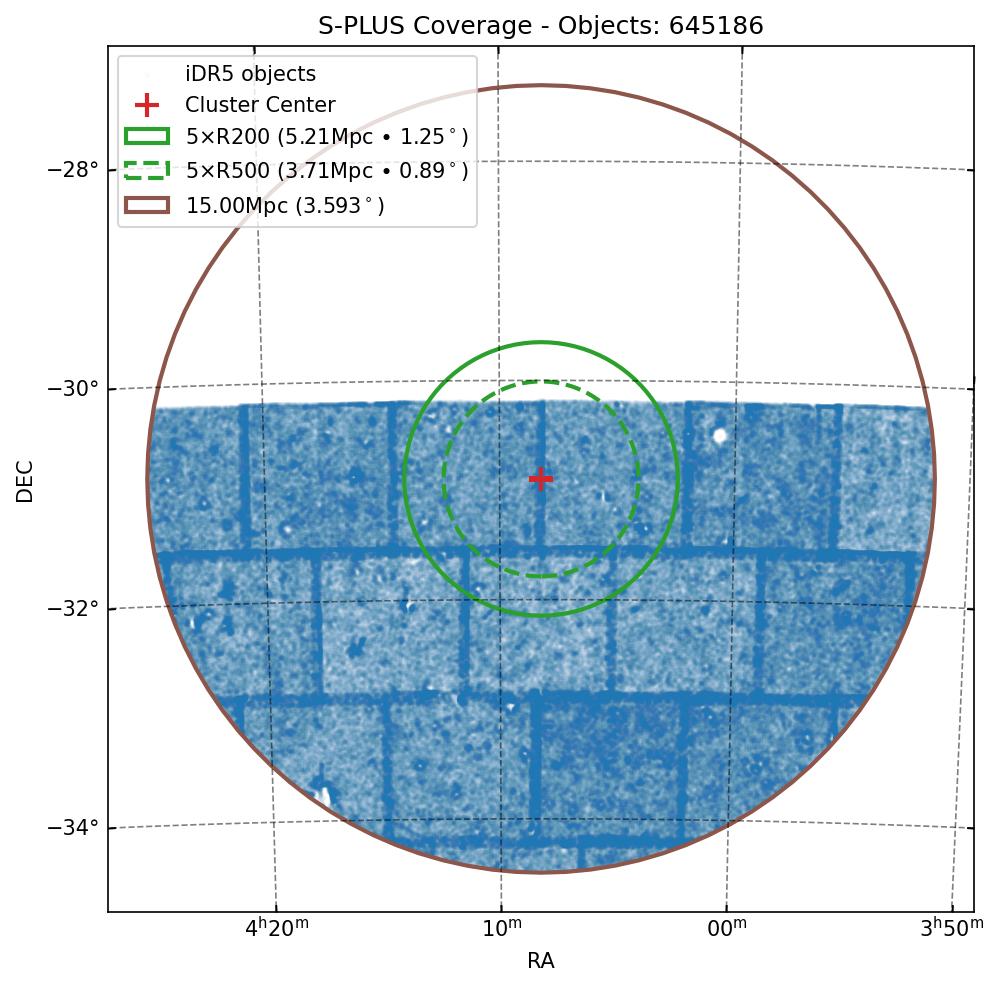 S-PLUS Coverage - Objects: 645186
iDR5 objects
Cluster Center
5×R200 (5.21Mpc • 1.25°)
5×R500 (3.71Mpc • 0.89°)
15.00Mpc (3.593°)
−28°
−30°
−32°
−34°
DEC
4ʰ20ᵐ 10ᵐ 00ᵐ 3ʰ50ᵐ
RA